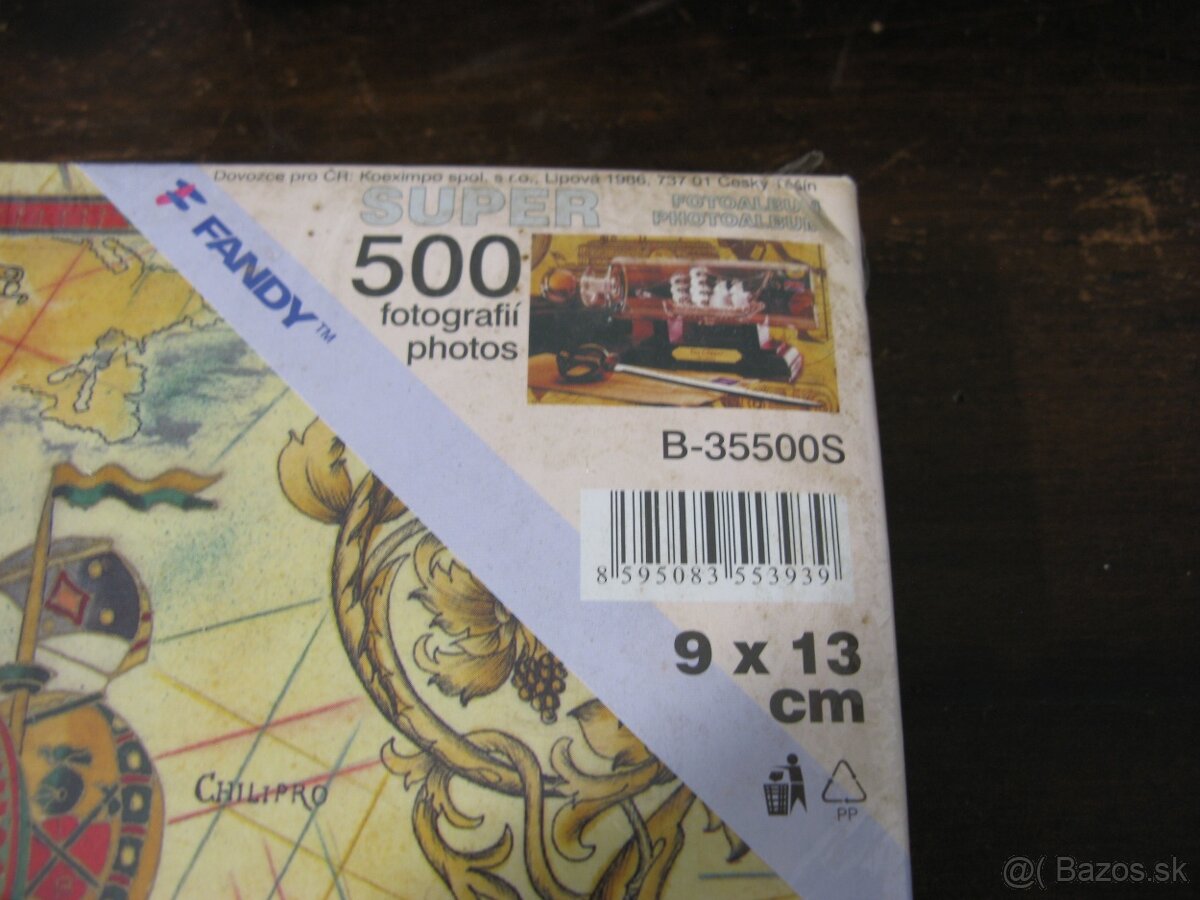 Dovozce pro ČR: Koeximpo spol. s r.o., Lipová 1986, 737 01 Český Těšín
SUPER
FOTOALBUM
PHOTOALBUM
FANDY™
500
fotografií
photos
B-35500S
8 595083 553939
9 x 13
cm
PP
CHILIPRO
@( Bazos.sk